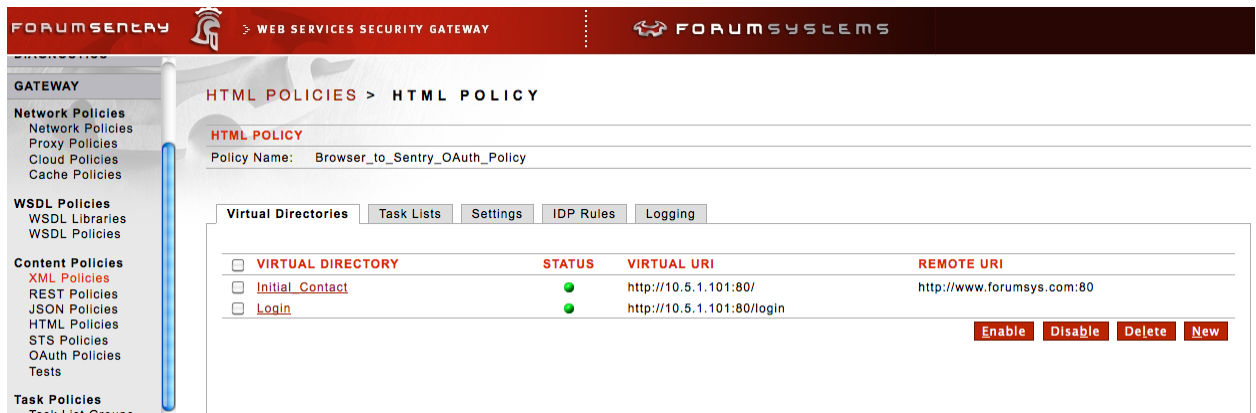 FORUMSENTRY > WEB SERVICES SECURITY GATEWAY FORUMSYSTEMS
DIAGNOSTICS
GATEWAY
Network Policies
Network Policies
Proxy Policies
Cloud Policies
Cache Policies
WSDL Policies
WSDL Libraries
WSDL Policies
Content Policies
XML Policies
REST Policies
JSON Policies
HTML Policies
STS Policies
OAuth Policies
Tests
Task Policies
Task List Groups
HTML POLICIES > HTML POLICY
HTML POLICY
Policy Name: Browser_to_Sentry_OAuth_Policy
Virtual Directories Task Lists Settings IDP Rules Logging
VIRTUAL DIRECTORY STATUS VIRTUAL URI REMOTE URI
Initial_Contact http://10.5.1.101:80/ http://www.forumsys.com:80
Login http://10.5.1.101:80/login
Enable Disable Delete New